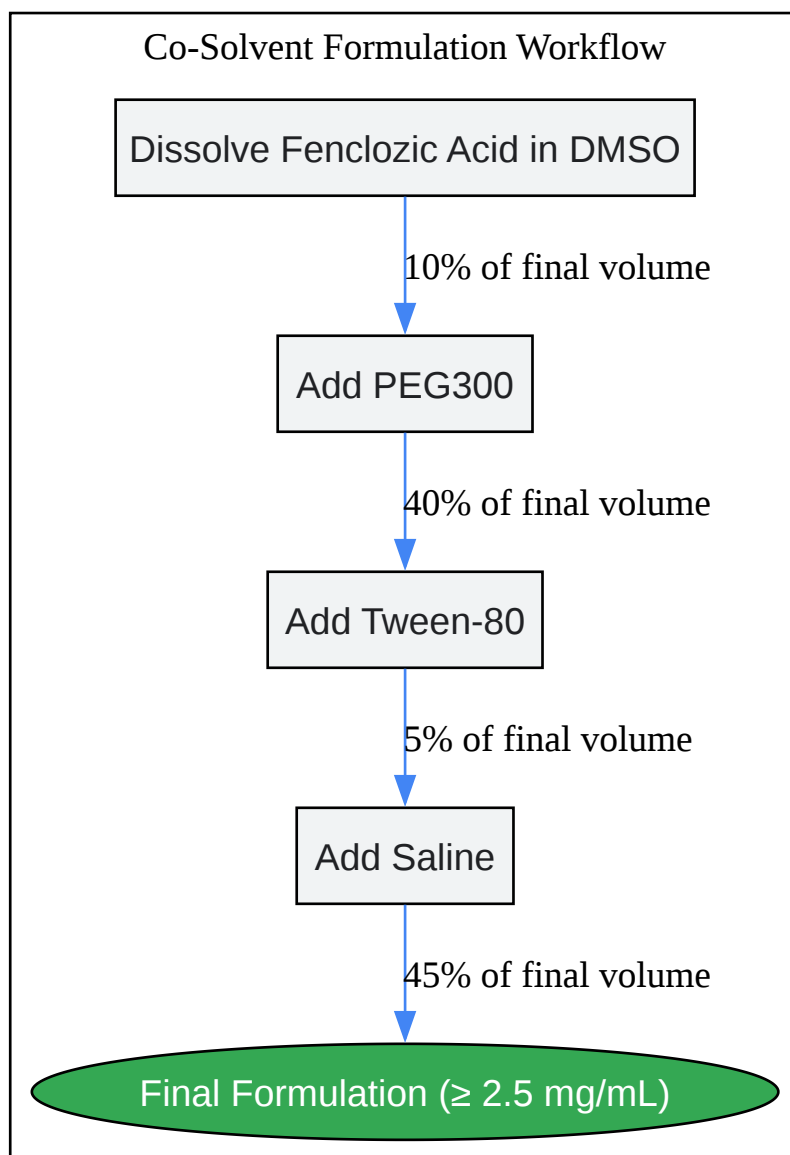 Co-Solvent Formulation Workflow
Dissolve Fenclozic Acid in DMSO
10% of final volume
Add PEG300
40% of final volume
Add Tween-80
5% of final volume
Add Saline
45% of final volume
Final Formulation (≥ 2.5 mg/mL)